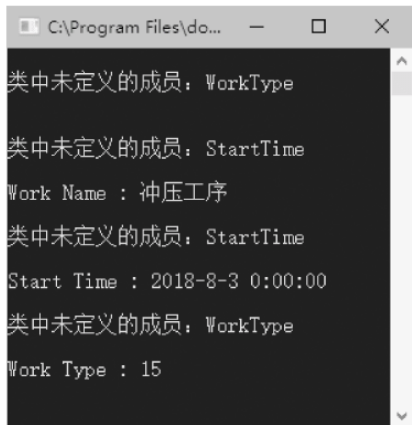 C:\Program Files\do...
类中未定义的成员：WorkType
类中未定义的成员：StartTime
Work Name : 冲压工序
类中未定义的成员：StartTime
Start Time : 2018-8-3 0:00:00
类中未定义的成员：WorkType
Work Type : 15